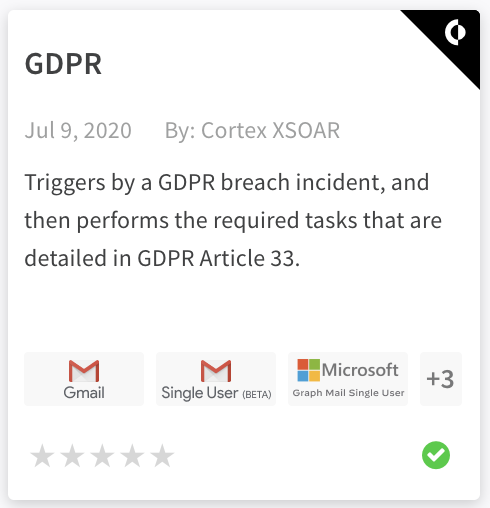 GDPR
Jul 9, 2020 By: Cortex XSOAR
Triggers by a GDPR breach incident, and
then performs the required tasks that are
detailed in GDPR Article 33.
Gmail
Single User (BETA)
Microsoft
Graph Mail Single User
+3